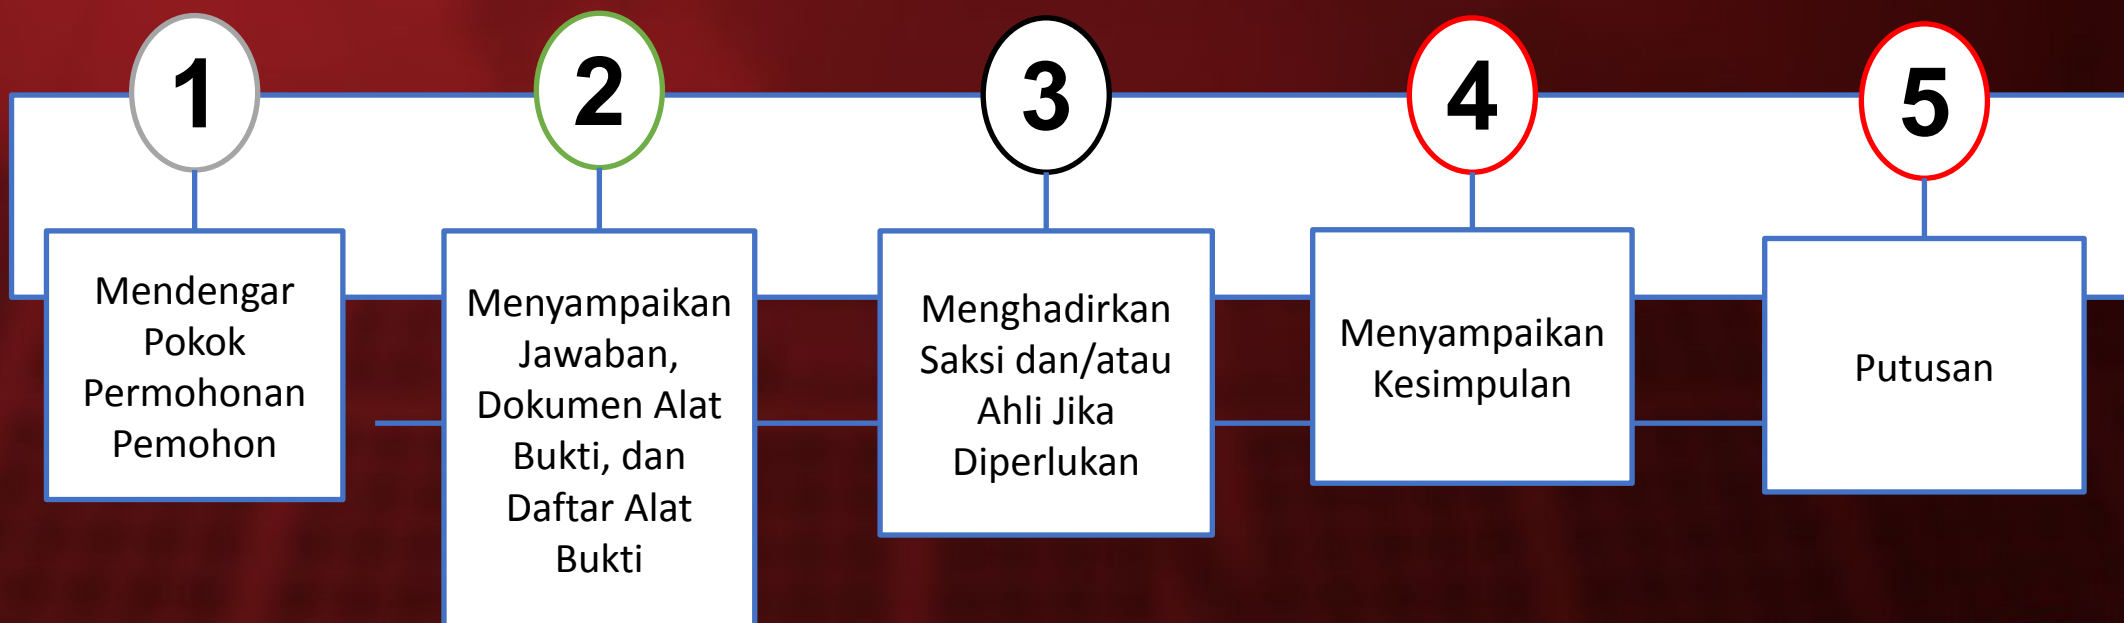 1
Mendengar
Pokok
Permohonan
Pemohon
2
Menyampaikan
Jawaban,
Dokumen Alat
Bukti, dan
Daftar Alat
Bukti
3
Menghadirkan
Saksi dan/atau
Ahli Jika
Diperlukan
4
Menyampaikan
Kesimpulan
5
Putusan